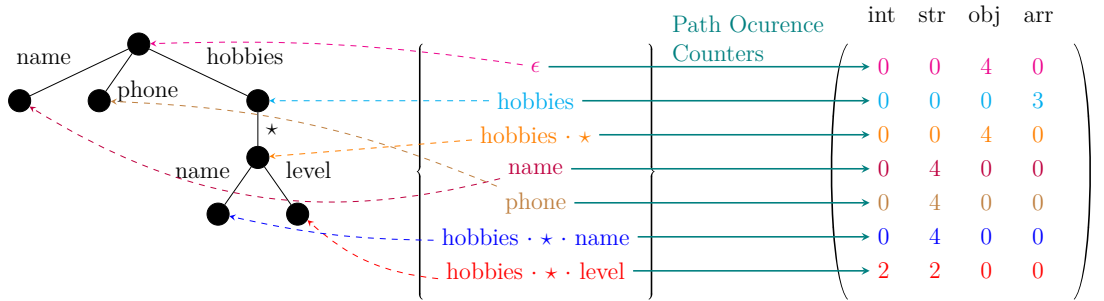 int str obj arr
Path Ocurence
Counters
name
hobbies
phone
⋆
name
level
ϵ
hobbies
hobbies · ⋆
name
phone
hobbies · ⋆ · name
hobbies · ⋆ · level
0 0 4 0
0 0 0 3
0 0 4 0
0 4 0 0
0 4 0 0
0 4 0 0
2 2 0 0